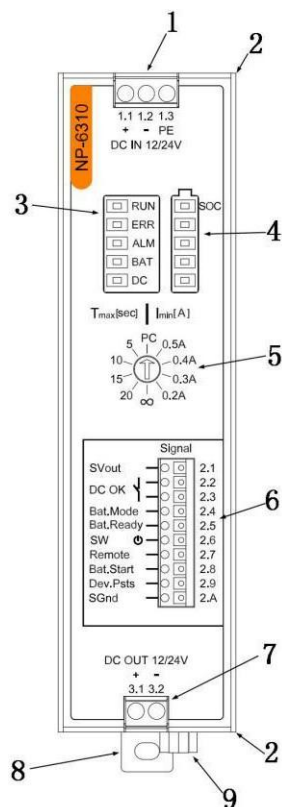 1
2
NP-6310
1.1 1.2 1.3
+ - PE
DC IN 12/24V
3
RUN
ERR
ALM
BAT
DC
SOC
4
Tmax[sec] | Imin[A]
PC
5 0.5A
10 0.4A
15 0.3A
20 0.2A
∞
5
Signal
SVout 2.1
DC OK 2.2
2.3
Bat.Mode 2.4
Bat.Ready 2.5
SW 2.6
Remote 2.7
Bat.Start 2.8
Dev.Psts 2.9
SGnd 2.A
6
DC OUT 12/24V
+ -
3.1 3.2
7
2
8
9